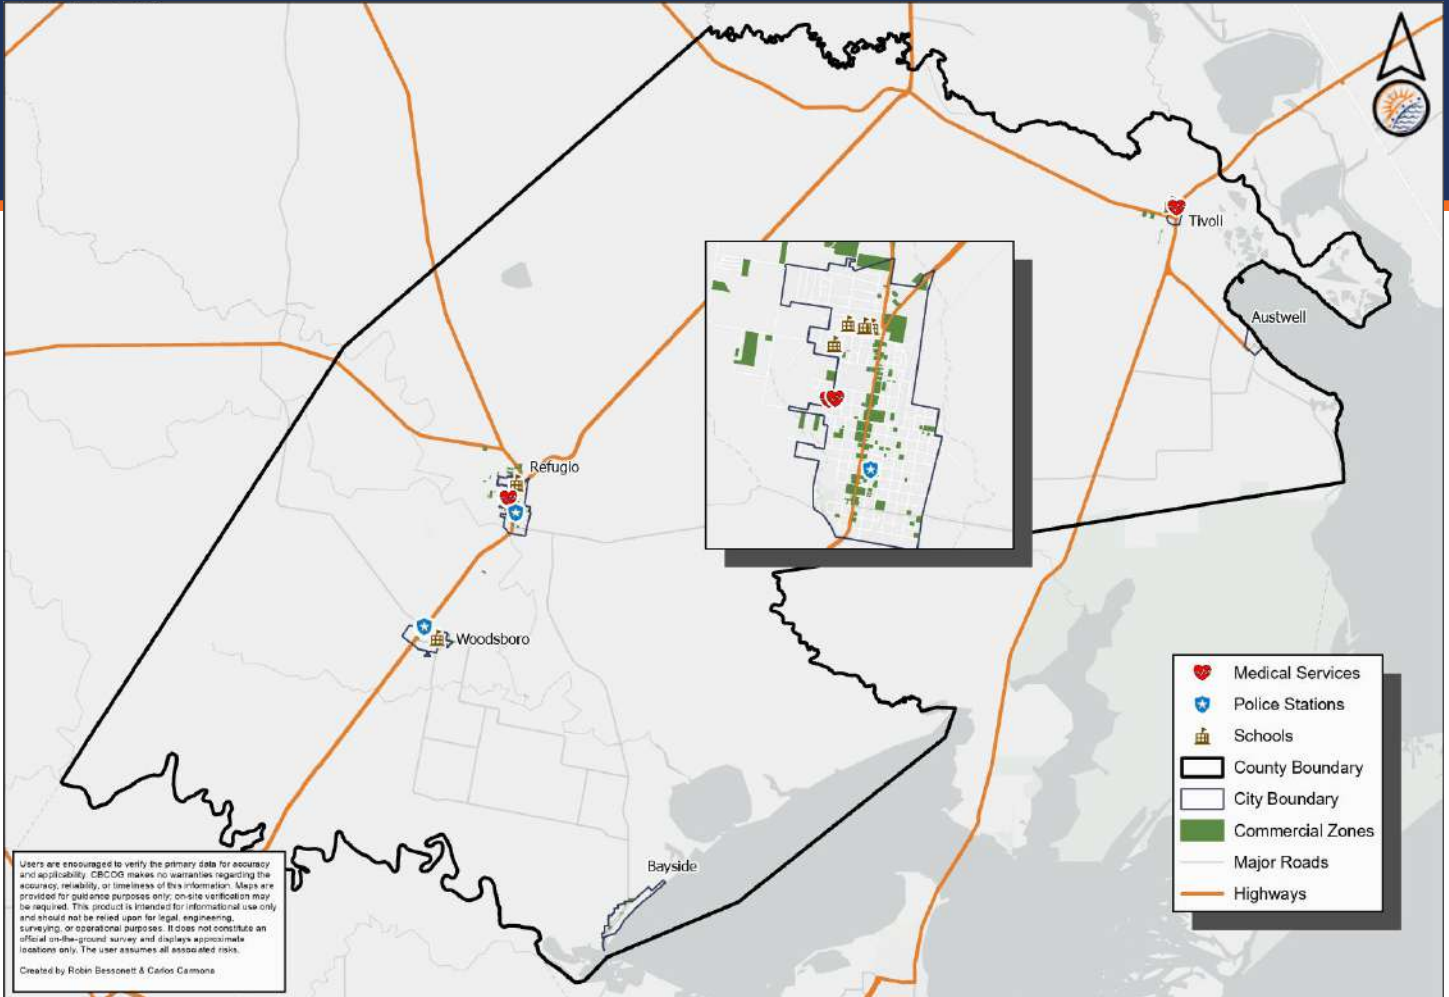 Tivoli
Austwell
Refugio
Woodsboro
Bayside
Medical Services
Police Stations
Schools
County Boundary
City Boundary
Commercial Zones
Major Roads
Highways
Users are encouraged to verify the primary data for accuracy
and applicability. CBCOG makes no warranties regarding the
accuracy, reliability, or timeliness of this information. Maps are
provided for guidance purposes only; on-site verification may
be required. This product is intended for informational use only
and should not be relied upon for legal, engineering,
surveying, or operational purposes. It does not constitute an
official on-the-ground survey and displays approximate
locations only. The user assumes all associated risks.
Created by Robin Bessonett & Carlos Carmona